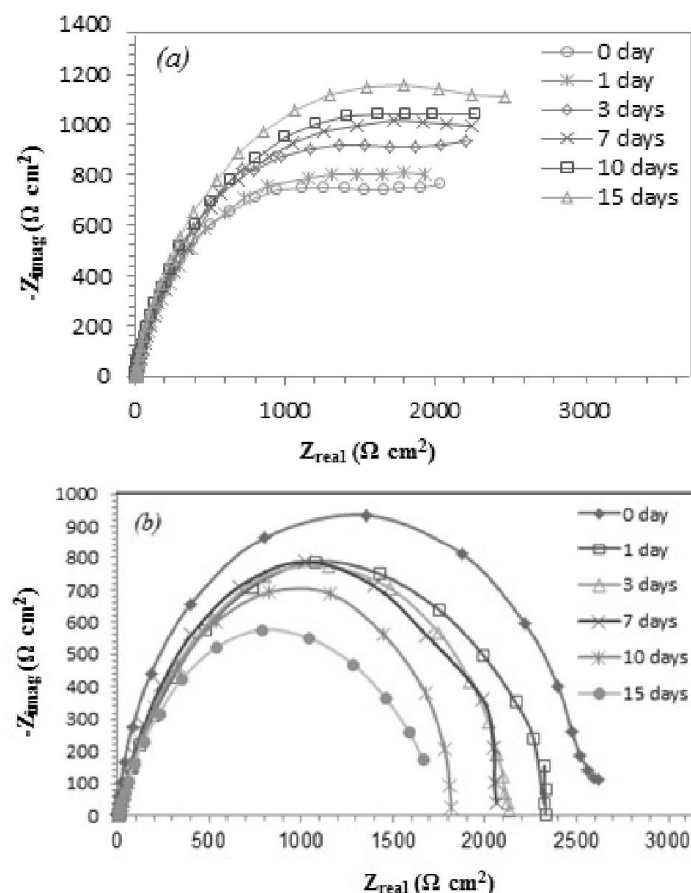 1400
(a)
0 day
1200
1 day
3 days
1000
7 days
800
10 days
15 days
600
400
200
0
-Zimag (Ω cm²)
0 1000 2000 3000
Zreal (Ω cm²)
1000
(b)
0 day
900
1 day
800
3 days
700
7 days
600
10 days
500
15 days
400
300
200
100
0
-Zimag (Ω cm²)
0 500 1000 1500 2000 2500 3000
Zreal (Ω cm²)